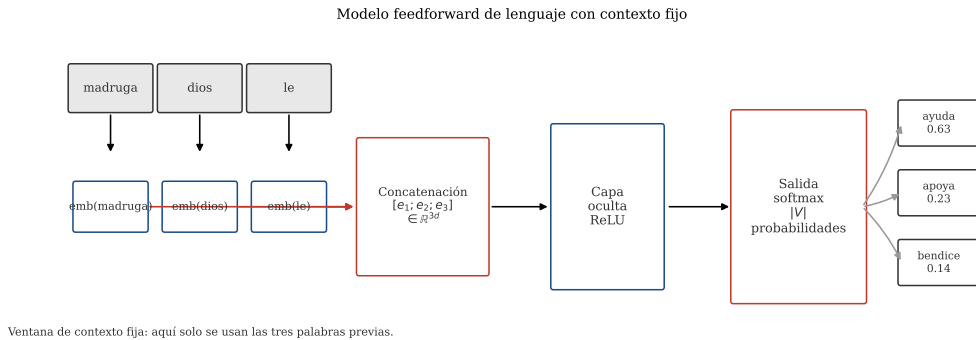 Modelo feedforward de lenguaje con contexto fijo
madruga
dios
le
emb(madruga)
emb(dios)
emb(le)
Concatenación
[e₁; e₂; e₃]
∈ ℝ³ᵈ
Capa
oculta
ReLU
Salida
softmax
|V|
probabilidades
ayuda
0.63
apoya
0.23
bendice
0.14
Ventana de contexto fija: aquí solo se usan las tres palabras previas.